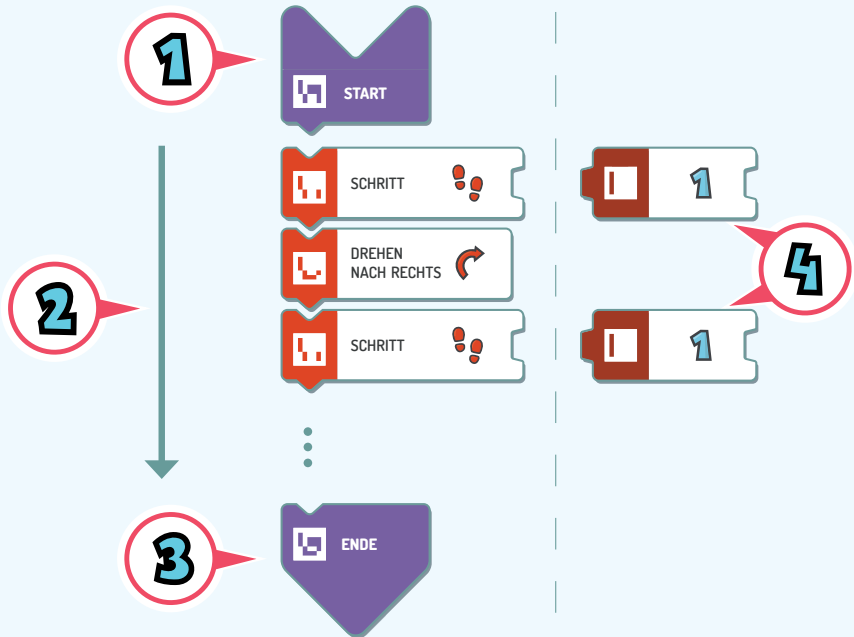 1
START
SCHRITT
1
DREHEN
NACH RECHTS
4
2
SCHRITT
1
3
ENDE